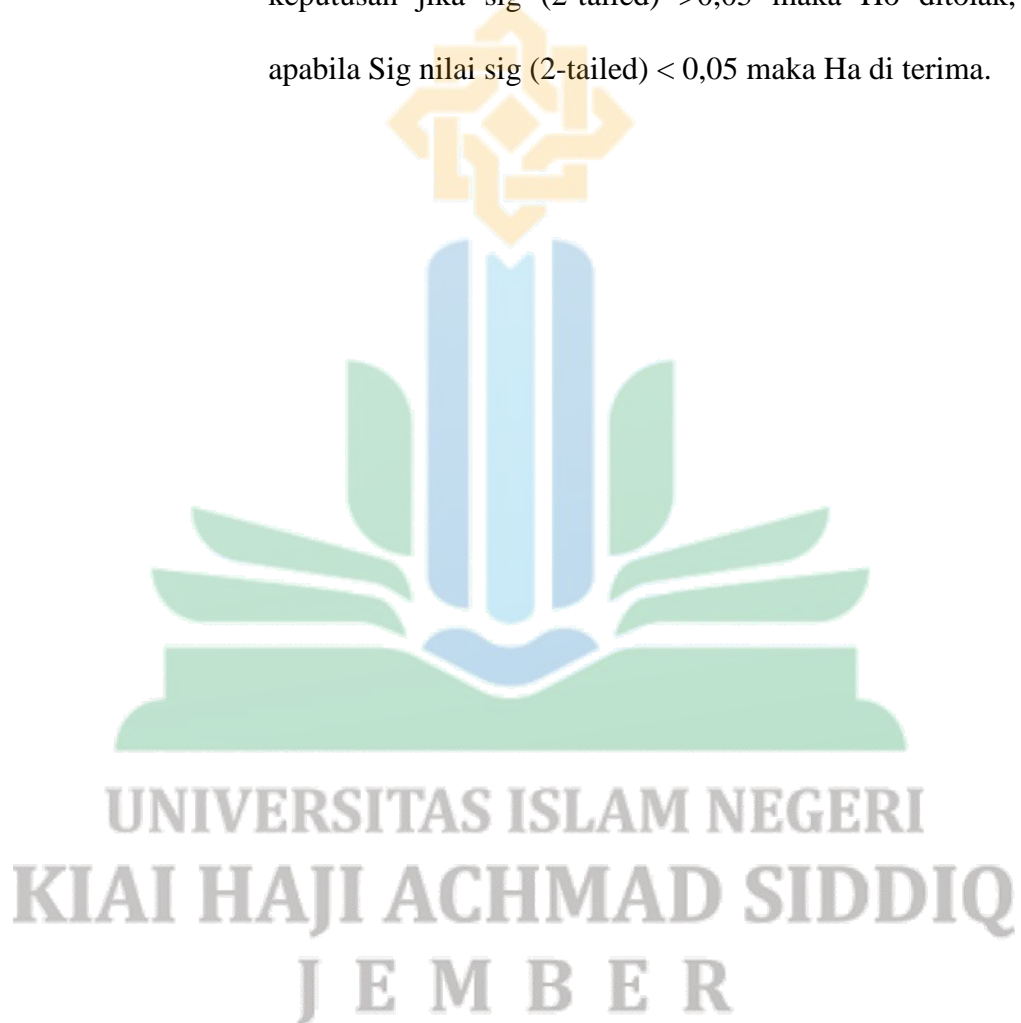 keputusan jika sig (2-tailed) >0,05 maka Ho ditolak,
apabila Sig nilai sig (2-tailed) < 0,05 maka Ha di terima.
UNIVERSITAS ISLAM NEGERI
KIAI HAJI ACHMAD SIDDIQ
JEMBER